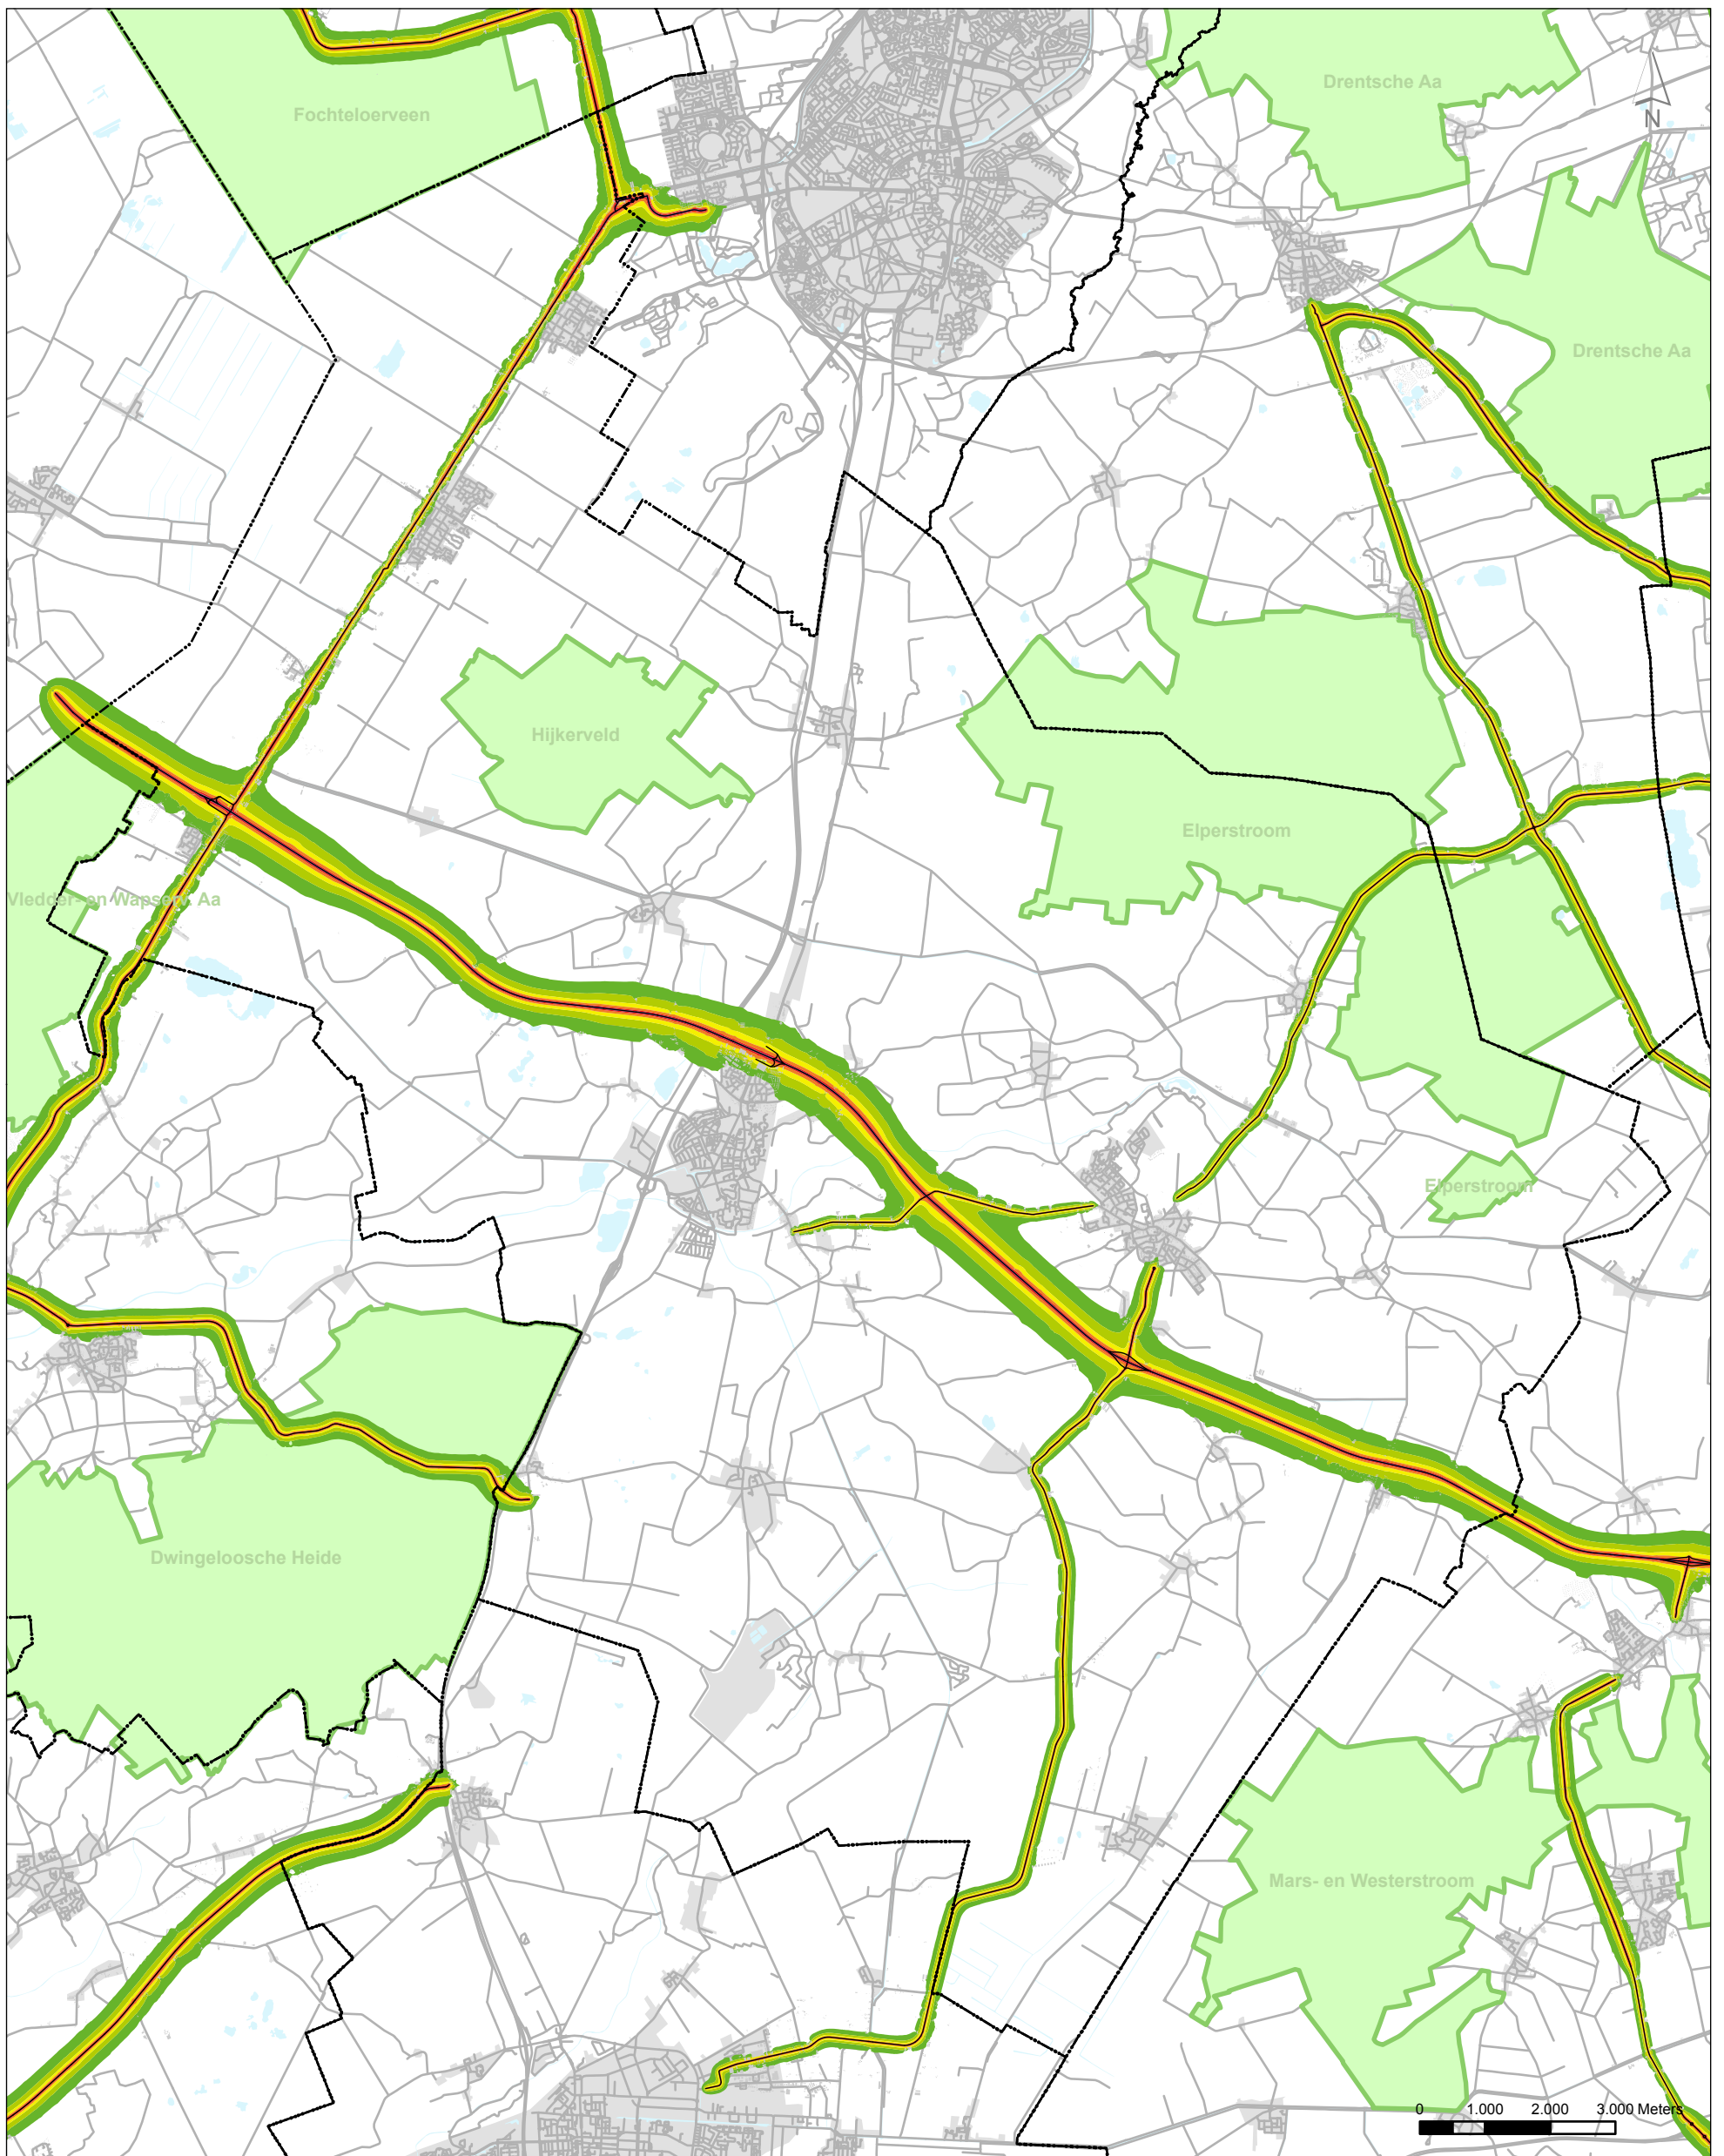 Drentsche Aa
Fochteloerveen
N
Drentsche Aa
Hijkerveld
Elperstroom
Vledder- en Wapserv. Aa
Elperstroom
Dwingeloosche Heide
Mars- en Westerstroom
0 1.000 2.000 3.000 Meters